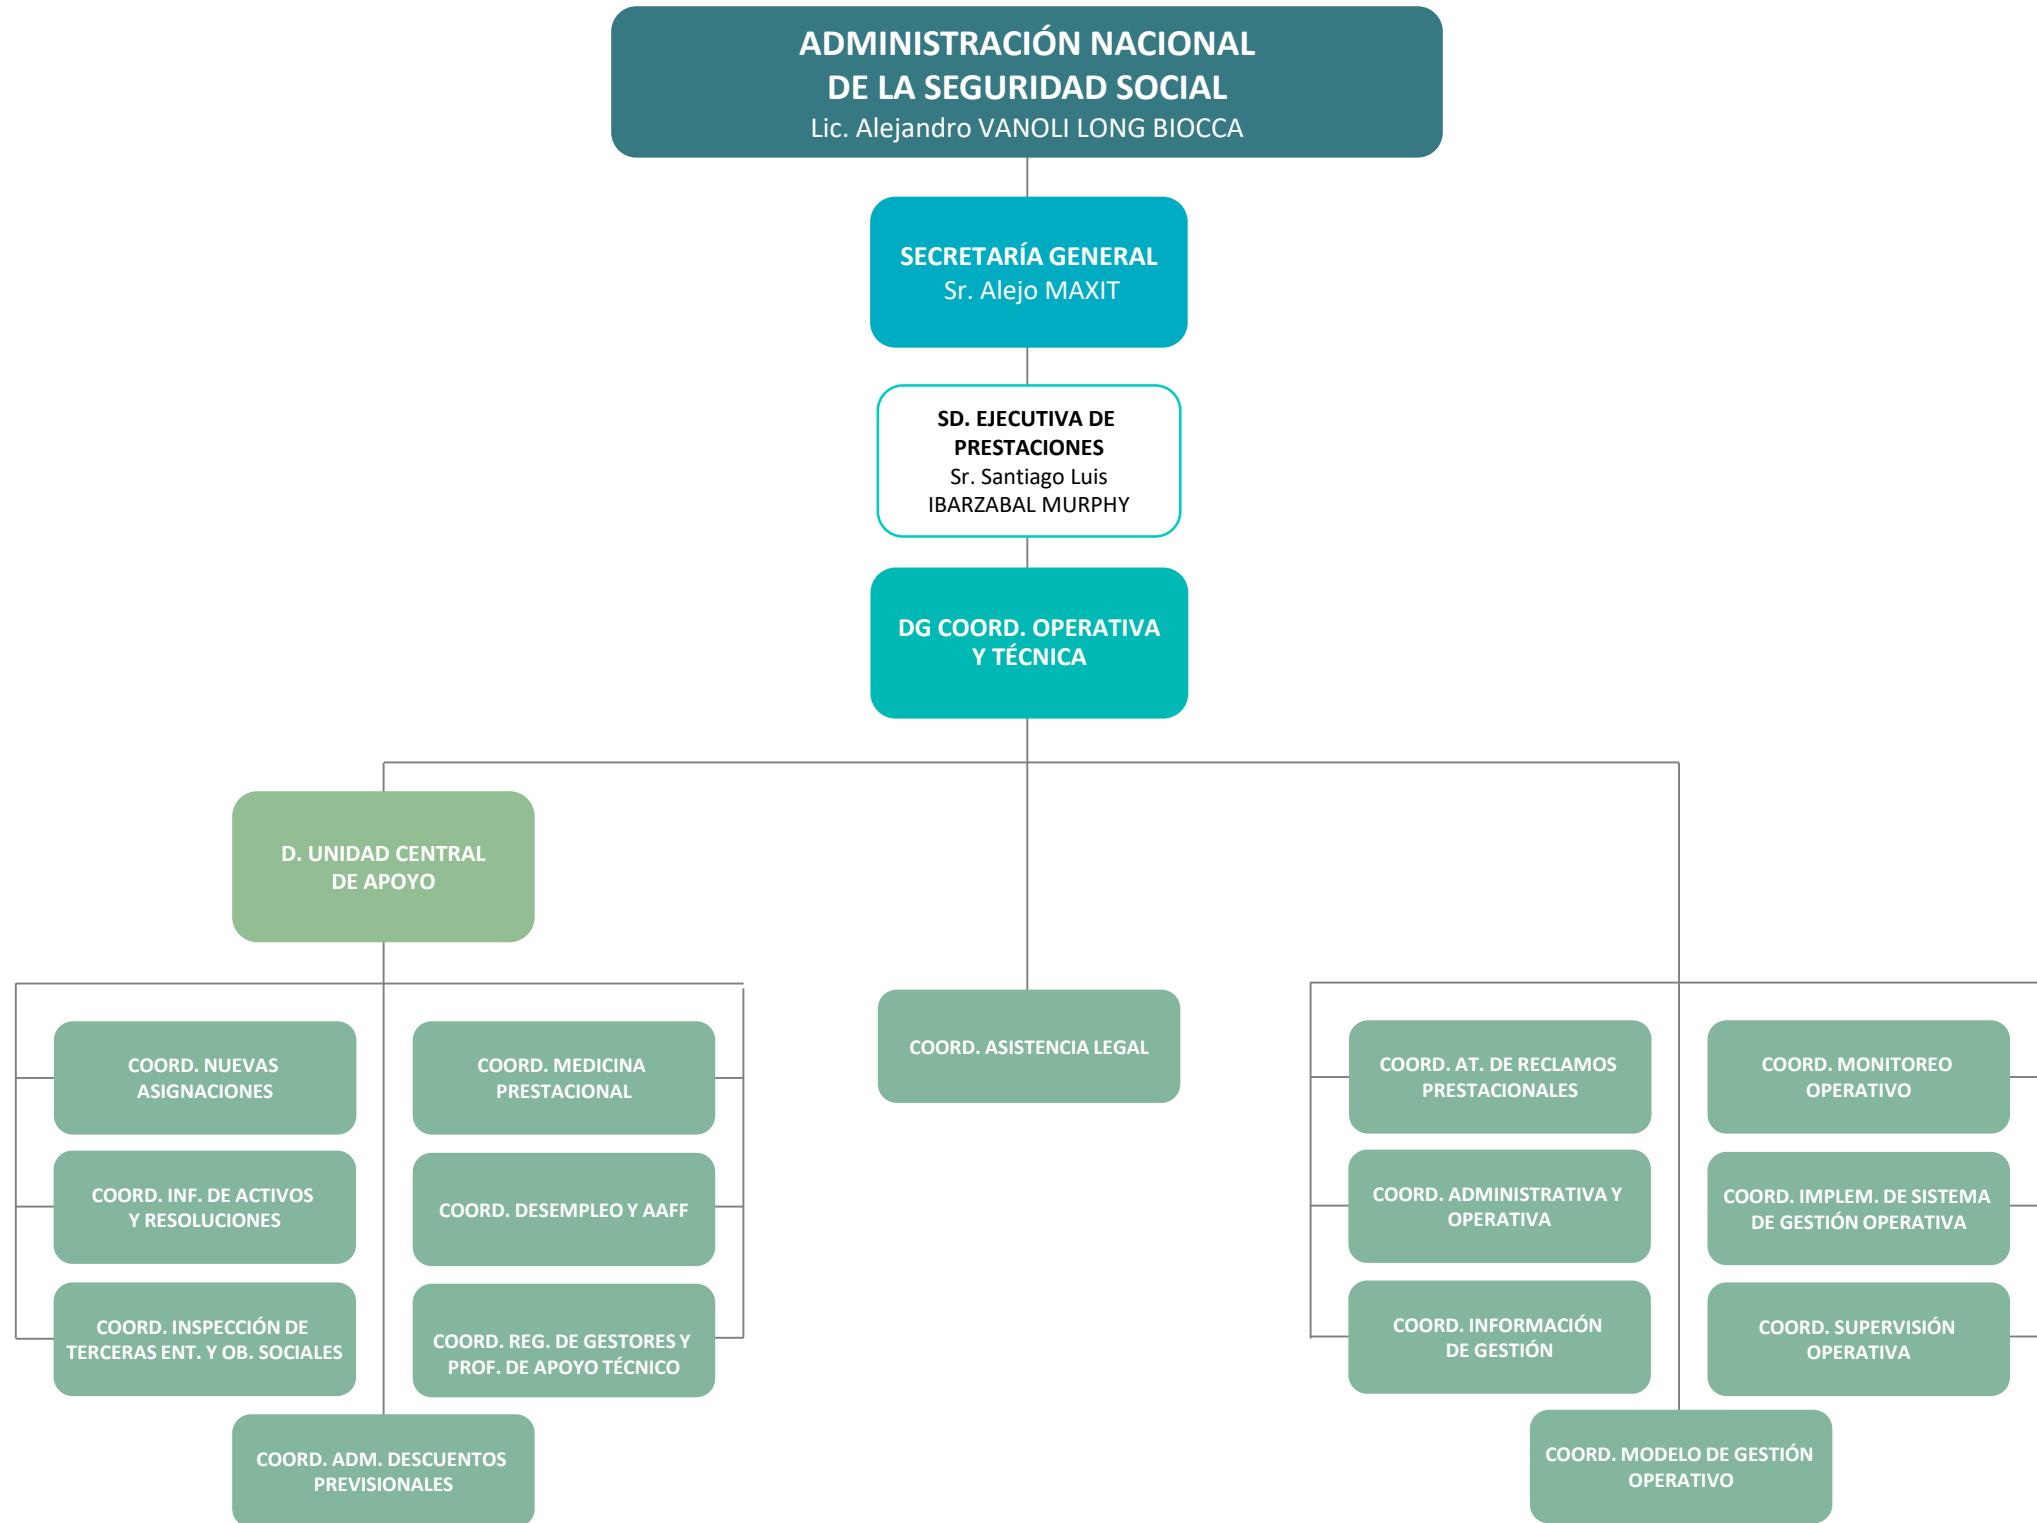 ADMINISTRACIÓN NACIONAL
DE LA SEGURIDAD SOCIAL
Lic. Alejandro VANOLI LONG BIOCCA
SECRETARÍA GENERAL
Sr. Alejo MAXIT
SD. EJECUTIVA DE
PRESTACIONES
Sr. Santiago Luis
IBARZABAL MURPHY
DG COORD. OPERATIVA
Y TÉCNICA
D. UNIDAD CENTRAL
DE APOYO
COORD. NUEVAS
ASIGNACIONES
COORD. MEDICINA
PRESTACIONAL
COORD. INF. DE ACTIVOS
Y RESOLUCIONES
COORD. DESEMPLEO Y AAFF
COORD. INSPECCIÓN DE
TERCERAS ENT. Y OB. SOCIALES
COORD. REG. DE GESTORES Y
PROF. DE APOYO TÉCNICO
COORD. ADM. DESCUENTOS
PREVISIONALES
COORD. ASISTENCIA LEGAL
COORD. AT. DE RECLAMOS
PRESTACIONALES
COORD. MONITOREO
OPERATIVO
COORD. ADMINISTRATIVA Y
OPERATIVA
COORD. IMPLEM. DE SISTEMA
DE GESTIÓN OPERATIVA
COORD. INFORMACIÓN
DE GESTIÓN
COORD. SUPERVISIÓN
OPERATIVA
COORD. MODELO DE GESTIÓN
OPERATIVO